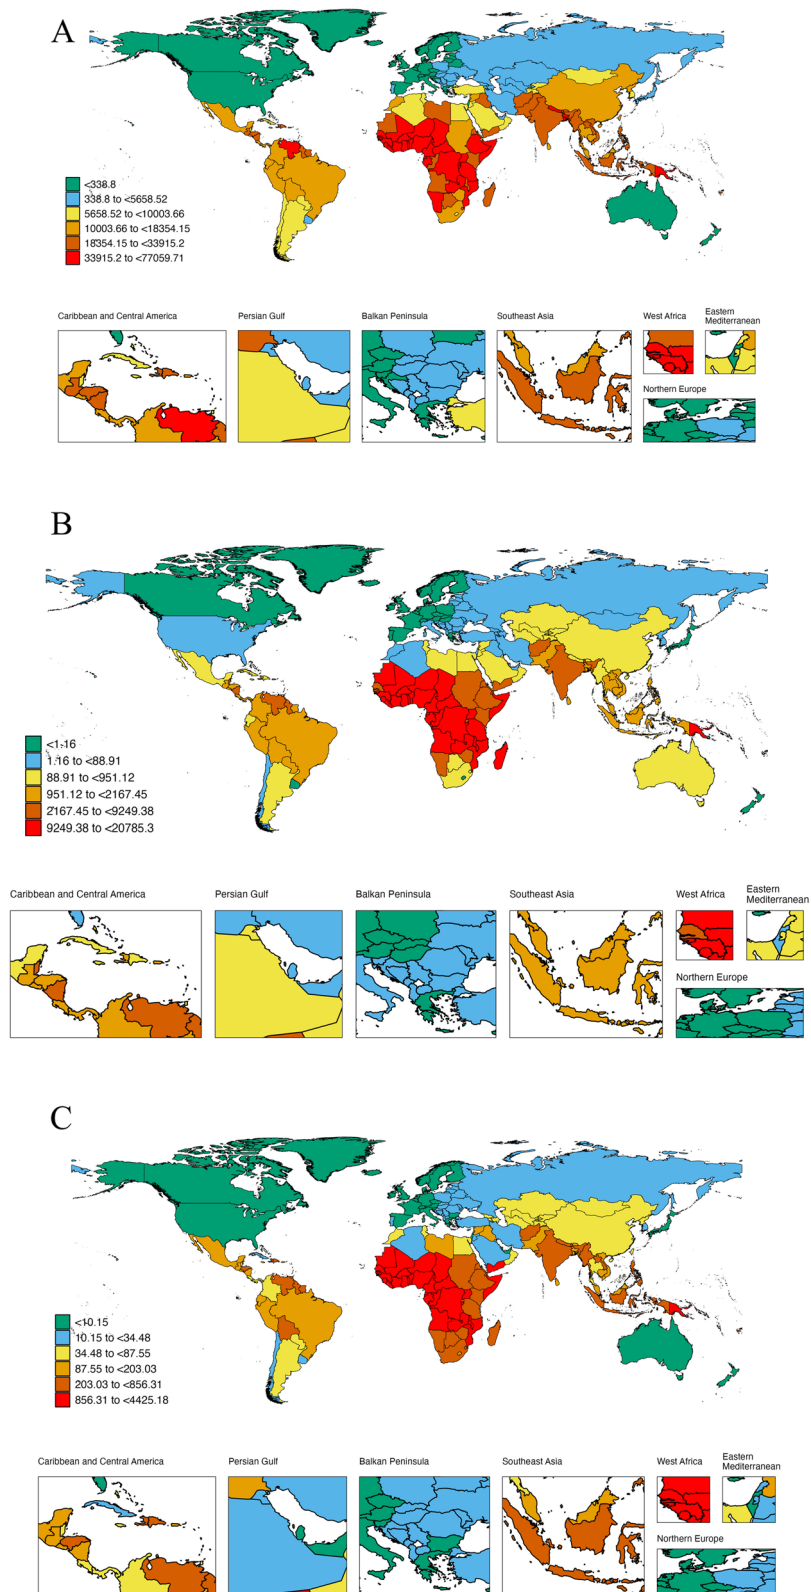 A
<338.8
338.8 to <5658.52
5658.52 to <10003.66
10003.66 to <18354.15
18354.15 to <33915.2
33915.2 to <77059.71
Caribbean and Central America
Persian Gulf
Balkan Peninsula
Southeast Asia
West Africa
Eastern
Mediterranean
Northern Europe
B
<1.16
1.16 to <88.91
88.91 to <951.12
951.12 to <2167.45
2167.45 to <9249.38
9249.38 to <20785.3
Caribbean and Central America
Persian Gulf
Balkan Peninsula
Southeast Asia
West Africa
Eastern
Mediterranean
Northern Europe
C
<10.15
10.15 to <34.48
34.48 to <87.55
87.55 to <203.03
203.03 to <856.31
856.31 to <4425.18
Caribbean and Central America
Persian Gulf
Balkan Peninsula
Southeast Asia
West Africa
Eastern
Mediterranean
Northern Europe